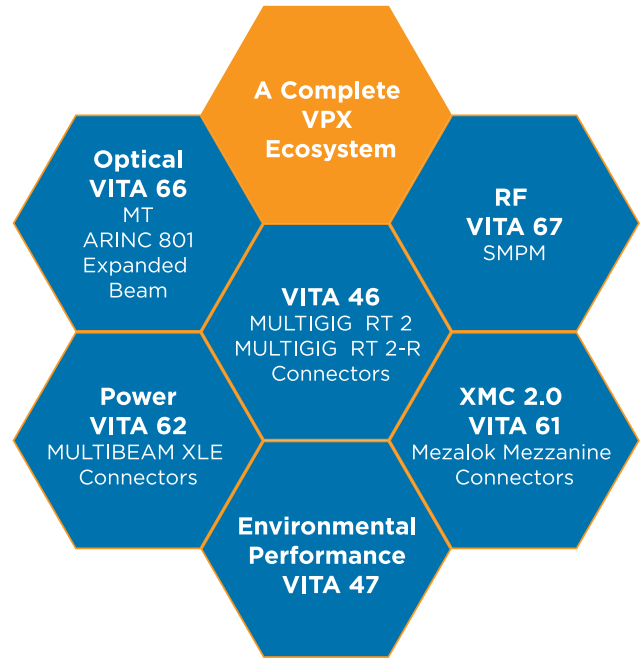 A Complete
VPX
Ecosystem
Optical
VITA 66
MT
ARINC 801
Expanded
Beam
RF
VITA 67
SMPM
VITA 46
MULTIGIG RT 2
MULTIGIG RT 2-R
Connectors
Power
VITA 62
MULTIBEAM XLE
Connectors
XMC 2.0
VITA 61
Mezalok Mezzanine
Connectors
Environmental
Performance
VITA 47